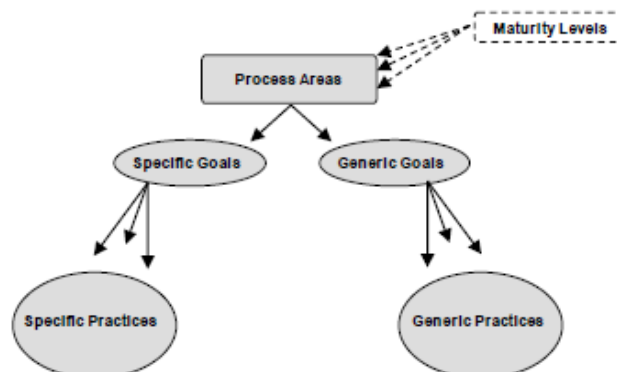 Maturity Levels
Process Areas
Specific Goals
Generic Goals
Specific Practices
Generic Practices